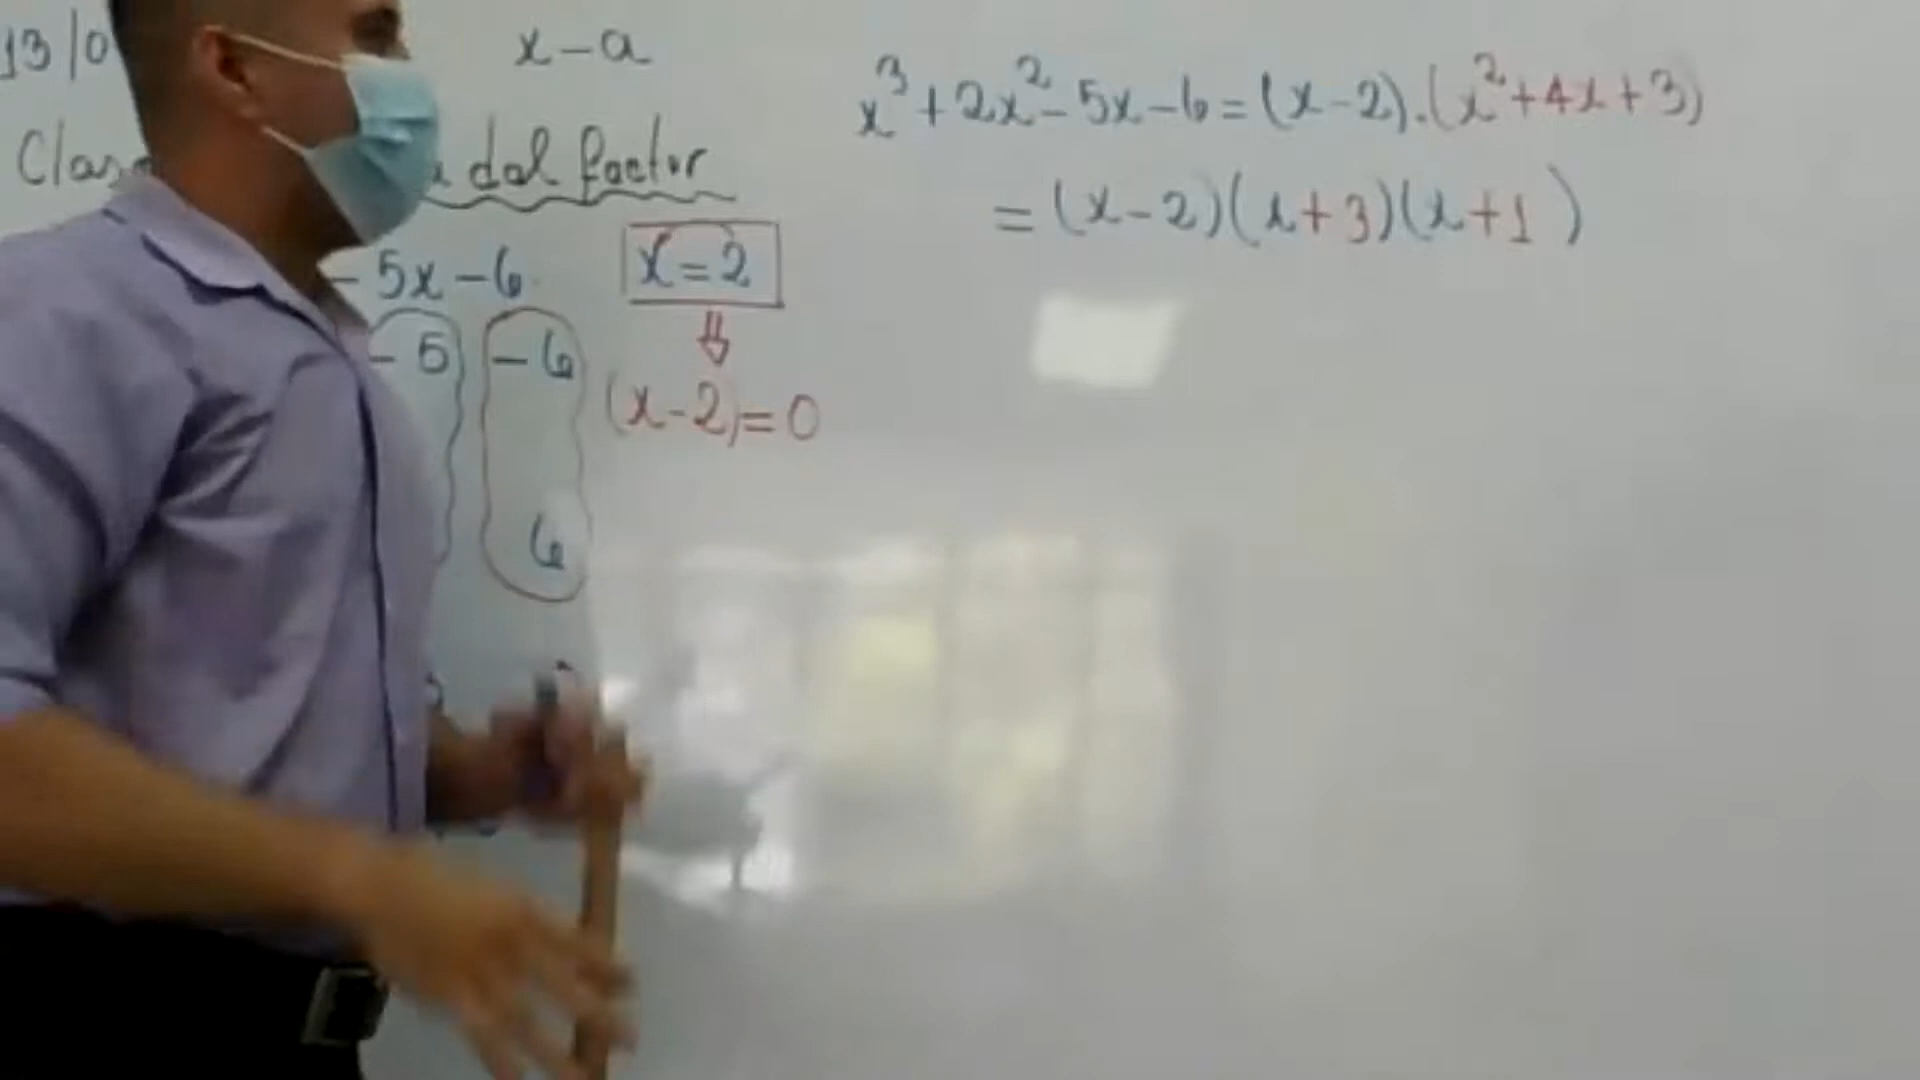 13/0
x-a
Clas
del factor
- 5x - 6
x = 2
- 5 - 6
⇓
(x-2)=0
6
x³ + 2x² - 5x - 6 = (x-2).(x² + 4x + 3)
= (x-2)(x+3)(x+1)